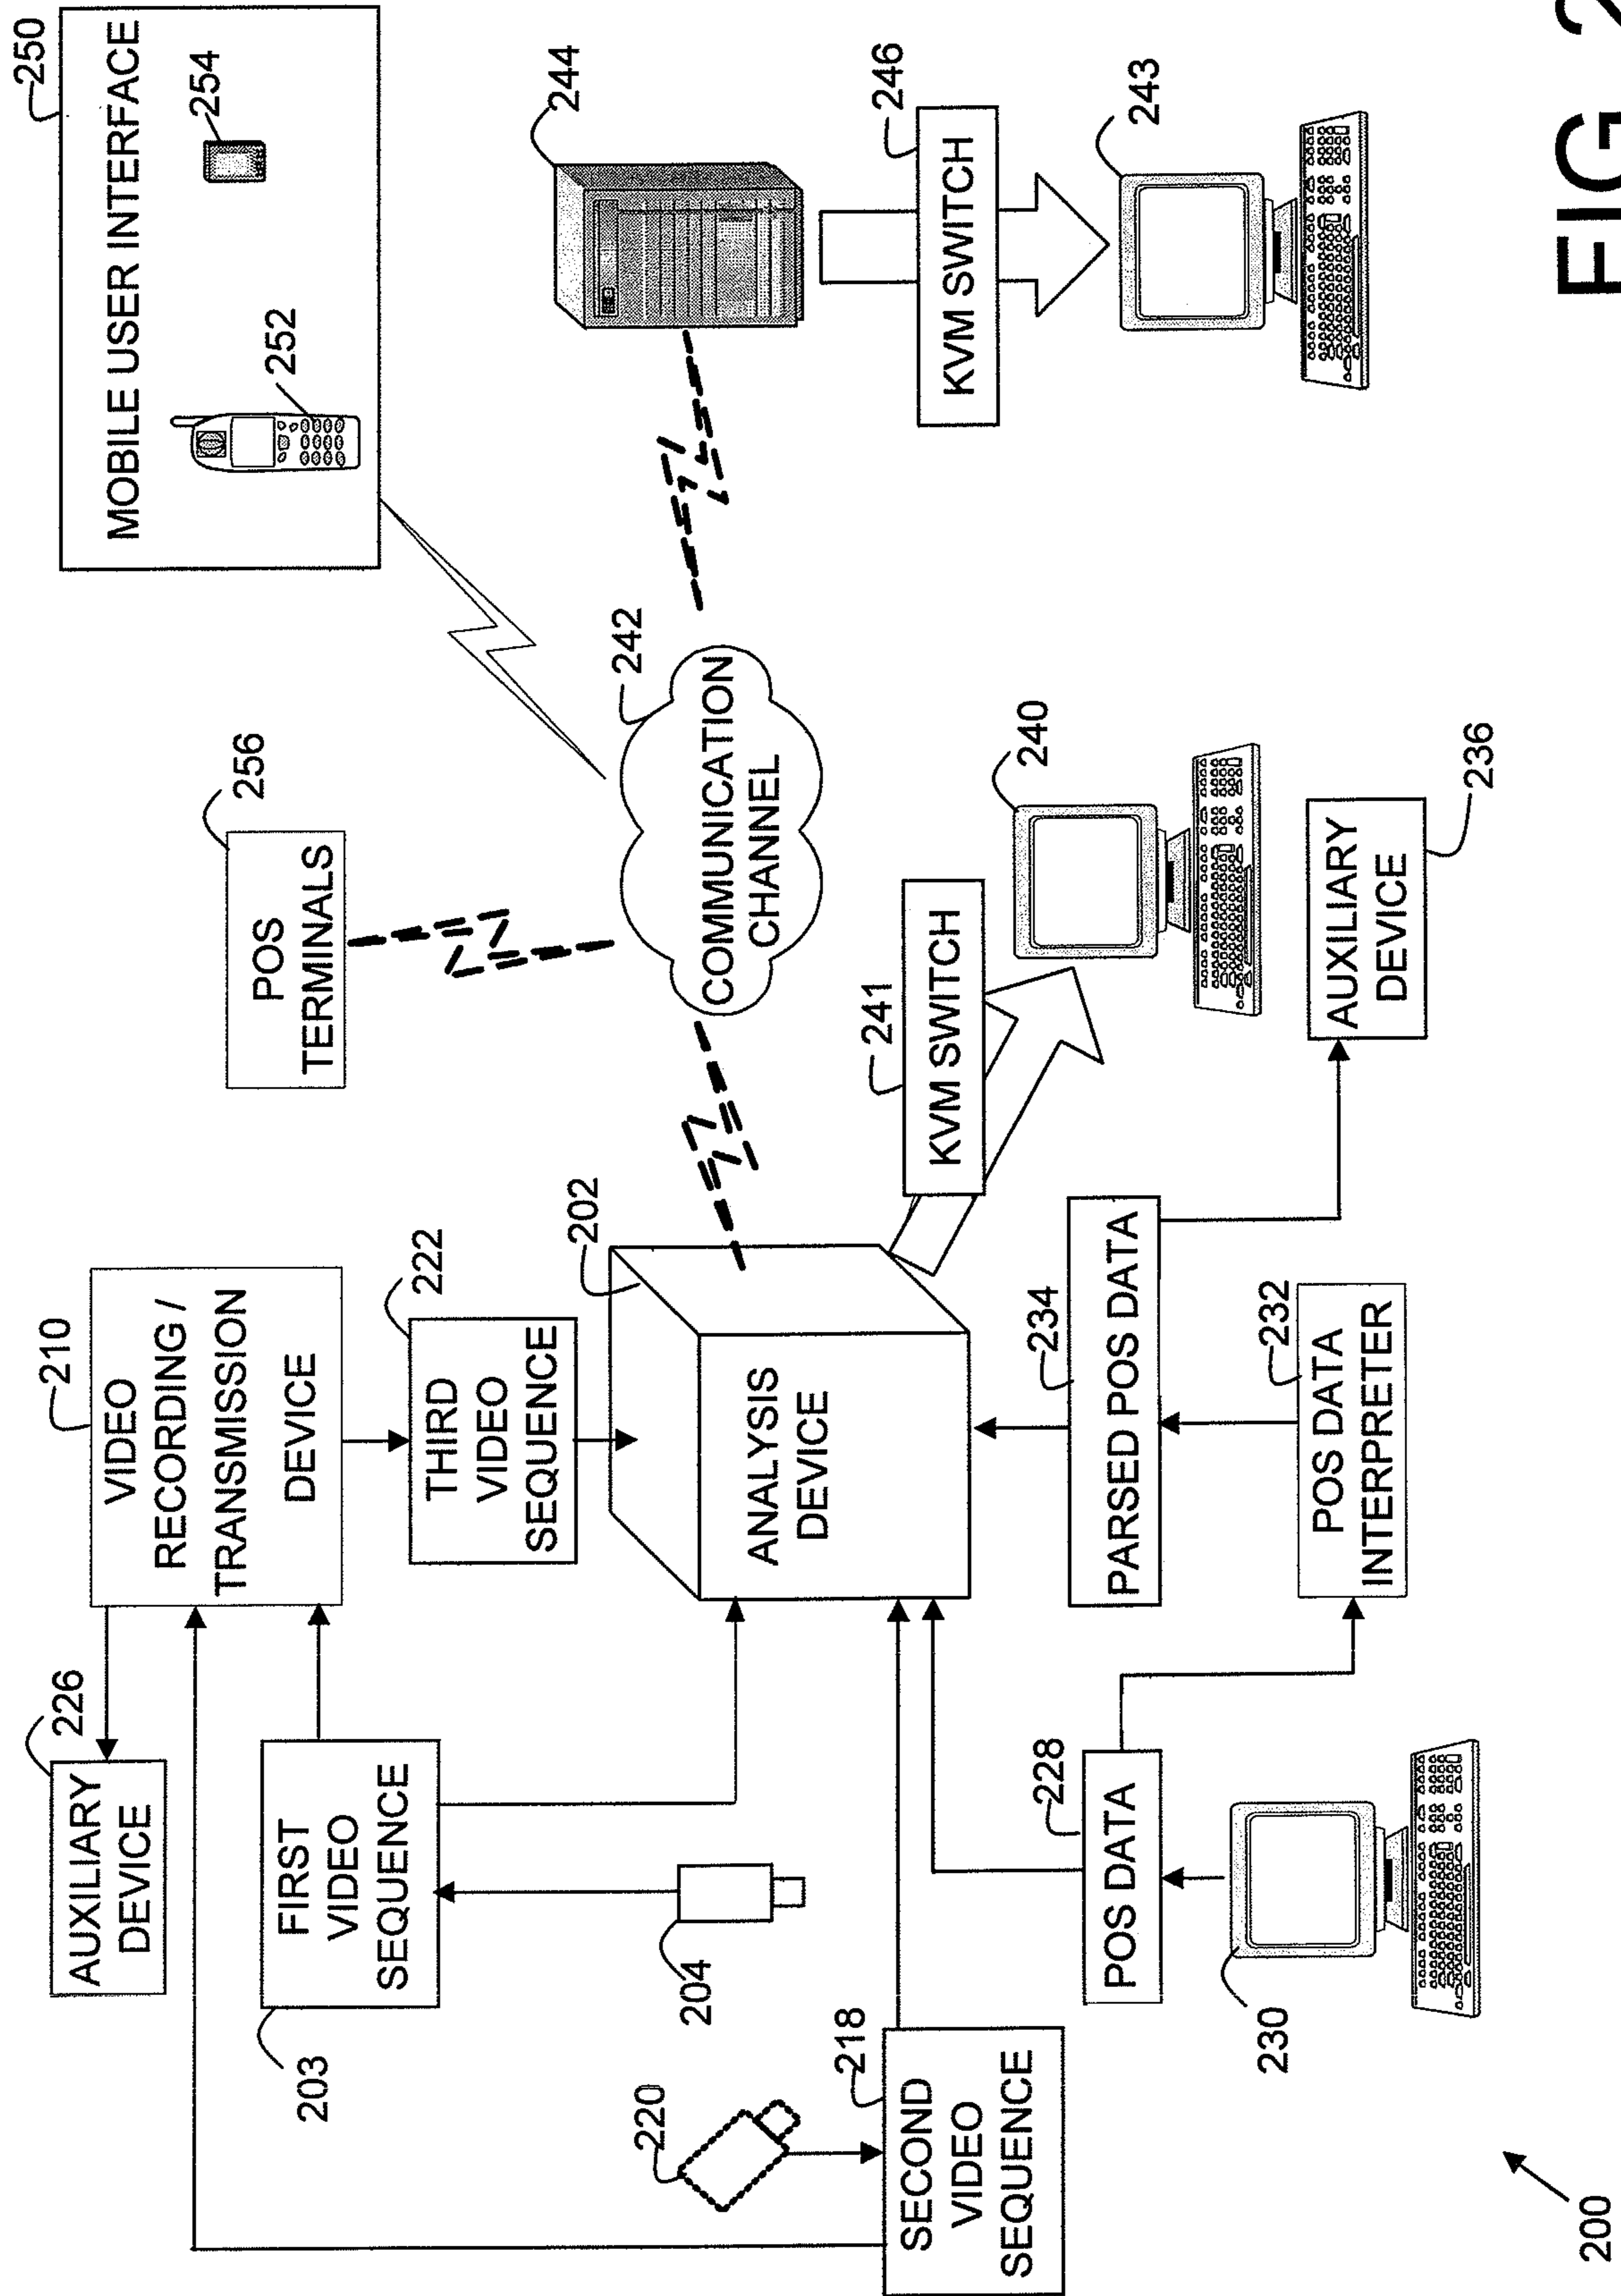 226
AUXILIARY
DEVICE
210
VIDEO
RECORDING /
TRANSMISSION
DEVICE
256
POS
TERMINALS
250
MOBILE USER INTERFACE
252
254
203
FIRST
VIDEO
SEQUENCE
222
THIRD
VIDEO
SEQUENCE
204
220
202
ANALYSIS
DEVICE
242
COMMUNICATION
CHANNEL
244
218
SECOND
VIDEO
SEQUENCE
241
KVM SWITCH
246
KVM SWITCH
240
243
228
POS DATA
234
PARSED POS DATA
230
232
POS DATA
INTERPRETER
236
AUXILIARY
DEVICE
200
FIG 2